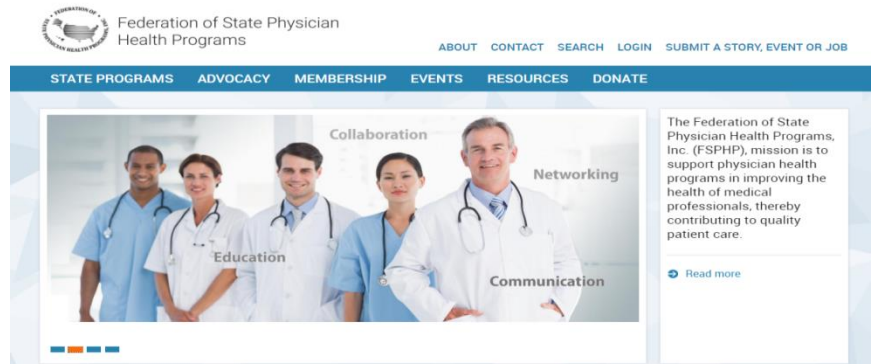 Federation of State Physician
Health Programs
ABOUT CONTACT SEARCH LOGIN SUBMIT A STORY, EVENT OR JOB
STATE PROGRAMS ADVOCACY MEMBERSHIP EVENTS RESOURCES DONATE
Collaboration
Networking
Education
Communication
The Federation of State
Physician Health Programs,
Inc. (FSPHP), mission is to
support physician health
programs in improving the
health of medical
professionals, thereby
contributing to quality
patient care.
Read more